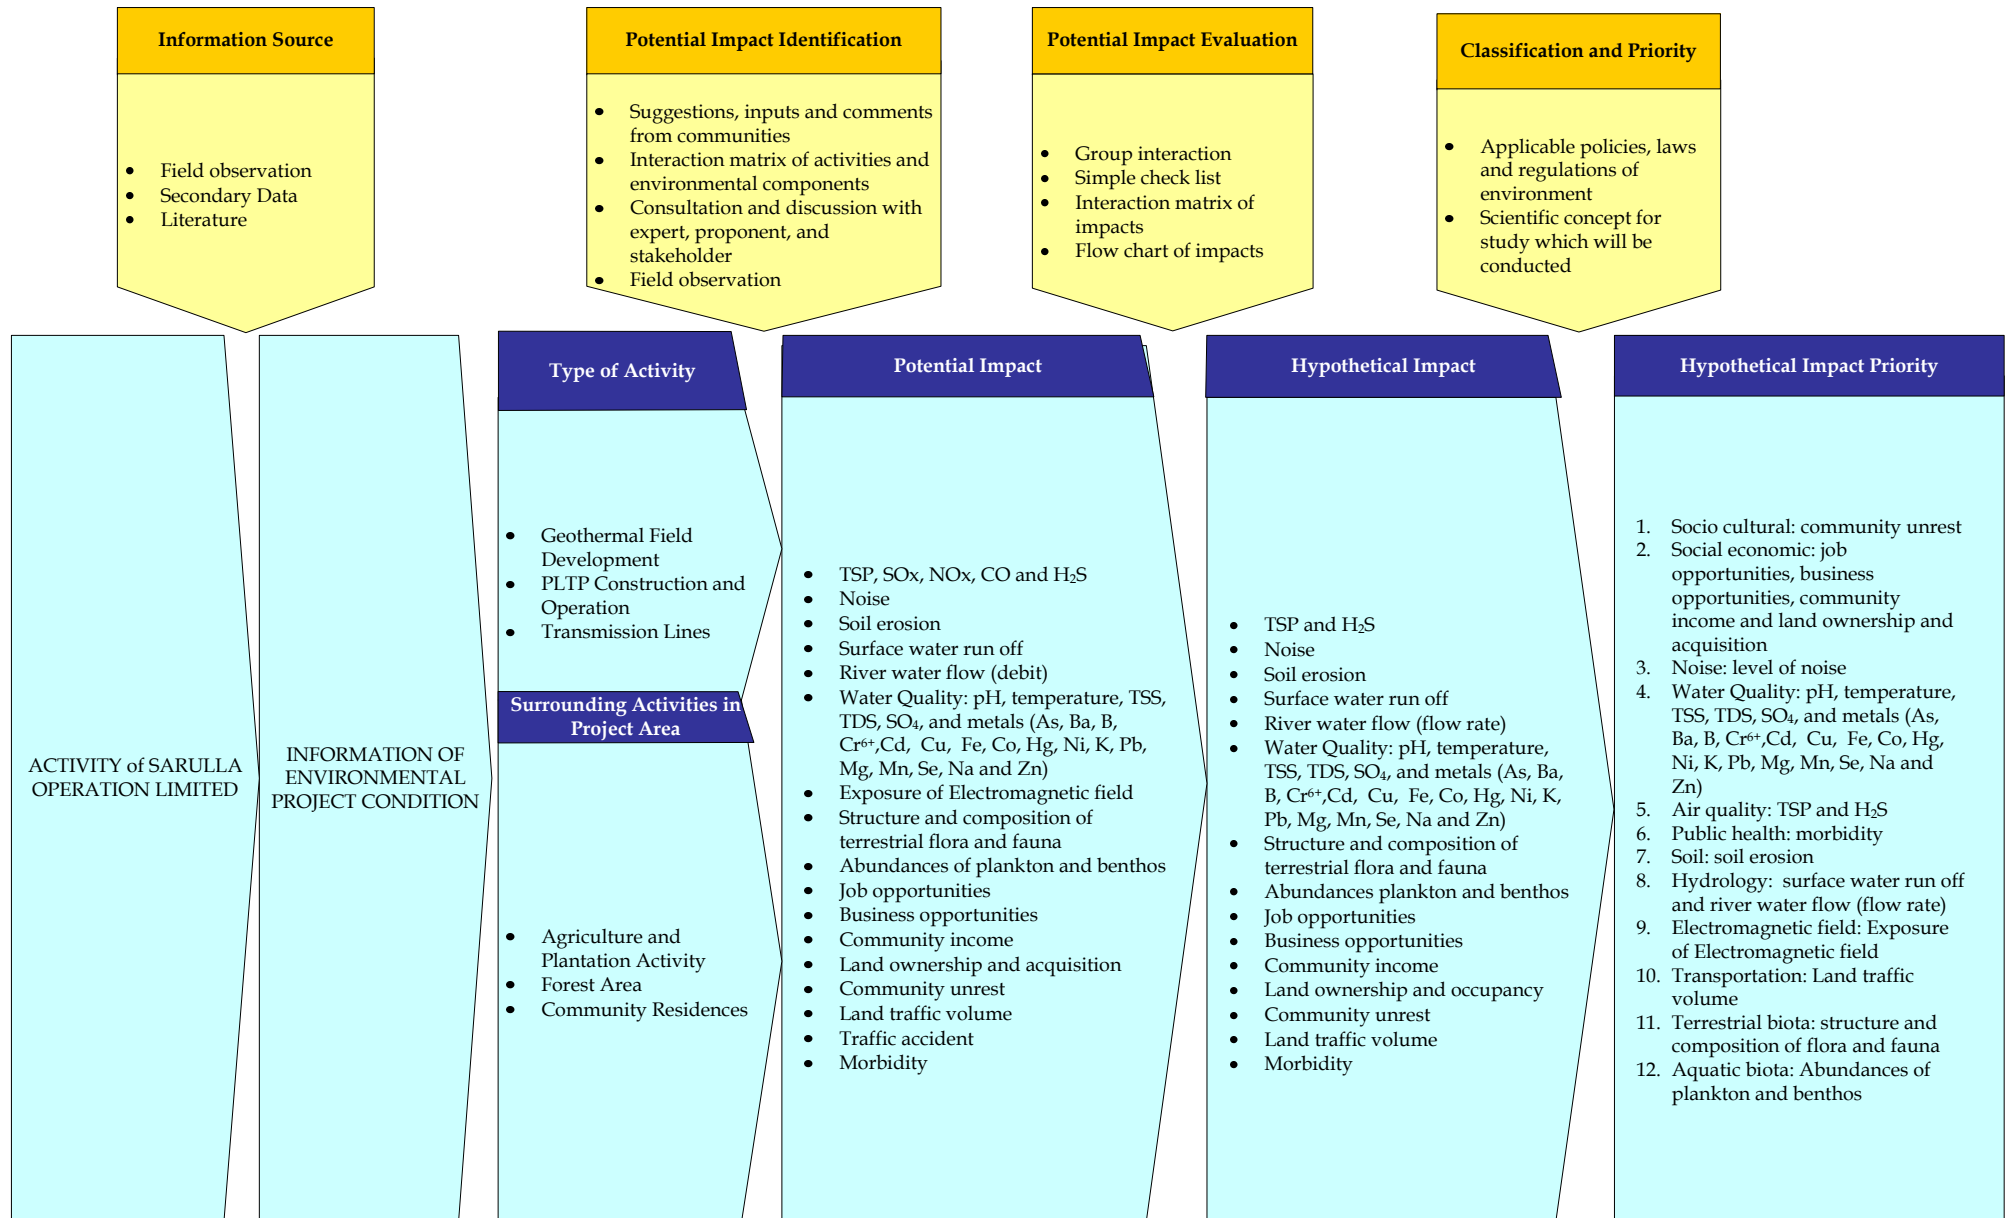 Information Source
• Field observation
• Secondary Data
• Literature
Potential Impact Identification
• Suggestions, inputs and comments
from communities
• Interaction matrix of activities and
environmental components
• Consultation and discussion with
expert, proponent, and
stakeholder
• Field observation
Potential Impact Evaluation
• Group interaction
• Simple check list
• Interaction matrix of
impacts
• Flow chart of impacts
Classification and Priority
• Applicable policies, laws
and regulations of
environment
• Scientific concept for
study which will be
conducted
ACTIVITY of SARULLA
OPERATION LIMITED
INFORMATION OF
ENVIRONMENTAL
PROJECT CONDITION
Type of Activity
• Geothermal Field
Development
• PLTP Construction and
Operation
• Transmission Lines
Surrounding Activities in
Project Area
• Agriculture and
Plantation Activity
• Forest Area
• Community Residences
Potential Impact
• TSP, SOx, NOx, CO and H₂S
• Noise
• Soil erosion
• Surface water run off
• River water flow (debit)
• Water Quality: pH, temperature, TSS,
TDS, SO₄, and metals (As, Ba, B,
Cr⁶⁺,Cd, Cu, Fe, Co, Hg, Ni, K, Pb,
Mg, Mn, Se, Na and Zn)
• Exposure of Electromagnetic field
• Structure and composition of
terrestrial flora and fauna
• Abundances of plankton and benthos
• Job opportunities
• Business opportunities
• Community income
• Land ownership and acquisition
• Community unrest
• Land traffic volume
• Traffic accident
• Morbidity
Hypothetical Impact
• TSP and H₂S
• Noise
• Soil erosion
• Surface water run off
• River water flow (flow rate)
• Water Quality: pH, temperature,
TSS, TDS, SO₄, and metals (As, Ba,
B, Cr⁶⁺,Cd, Cu, Fe, Co, Hg, Ni, K,
Pb, Mg, Mn, Se, Na and Zn)
• Structure and composition of
terrestrial flora and fauna
• Abundances plankton and benthos
• Job opportunities
• Business opportunities
• Community income
• Land ownership and occupancy
• Community unrest
• Land traffic volume
• Morbidity
Hypothetical Impact Priority
1. Socio cultural: community unrest
2. Social economic: job
opportunities, business
opportunities, community
income and land ownership and
acquisition
3. Noise: level of noise
4. Water Quality: pH, temperature,
TSS, TDS, SO₄, and metals (As,
Ba, B, Cr⁶⁺,Cd, Cu, Fe, Co, Hg,
Ni, K, Pb, Mg, Mn, Se, Na and
Zn)
5. Air quality: TSP and H₂S
6. Public health: morbidity
7. Soil: soil erosion
8. Hydrology: surface water run off
and river water flow (flow rate)
9. Electromagnetic field: Exposure
of Electromagnetic field
10. Transportation: Land traffic
volume
11. Terrestrial biota: structure and
composition of flora and fauna
12. Aquatic biota: Abundances of
plankton and benthos